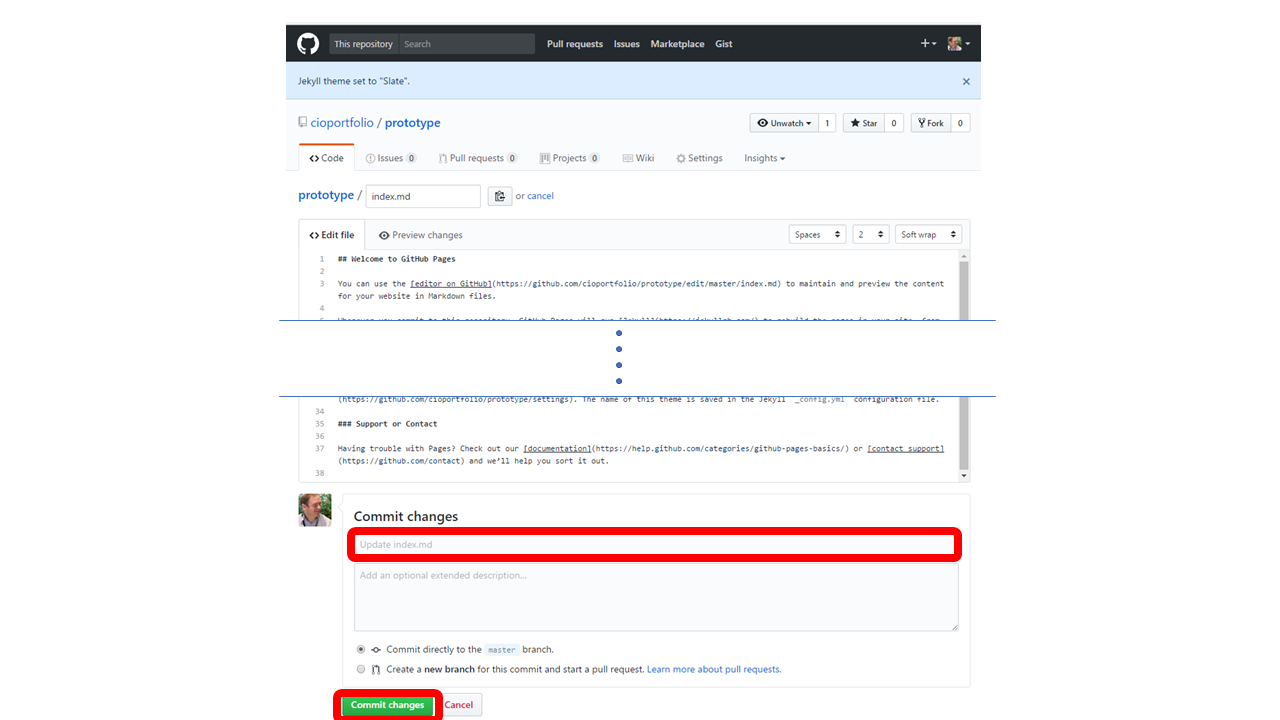 This repository Search Pull requests Issues Marketplace Gist
Jekyll theme set to "Slate".
cioportfolio / prototype Unwatch 1 Star 0 Fork 0
Code Issues 0 Pull requests 0 Projects 0 Wiki Settings Insights
prototype / index.md or cancel
Edit file Preview changes Spaces 2 Soft wrap
1 ## Welcome to GitHub Pages
2
3 You can use the [editor on GitHub](https://github.com/cioportfolio/prototype/edit/master/index.md) to maintain and preview the content
for your website in Markdown files.
4
(https://github.com/cioportfolio/prototype/settings). The name of this theme is saved in the Jekyll `_config.yml` configuration file.
34
35 ### Support or Contact
36
37 Having trouble with Pages? Check out our [documentation](https://help.github.com/categories/github-pages-basics/) or [contact support]
(https://github.com/contact) and we'll help you sort it out.
38
Commit changes
Update index.md
Add an optional extended description...
Commit directly to the master branch.
Create a new branch for this commit and start a pull request. Learn more about pull requests.
Commit changes Cancel